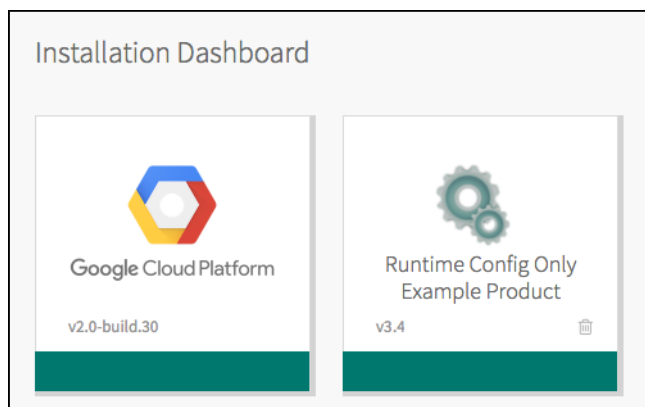 Installation Dashboard
Google Cloud Platform
v2.0-build.30
Runtime Config Only
Example Product
v3.4